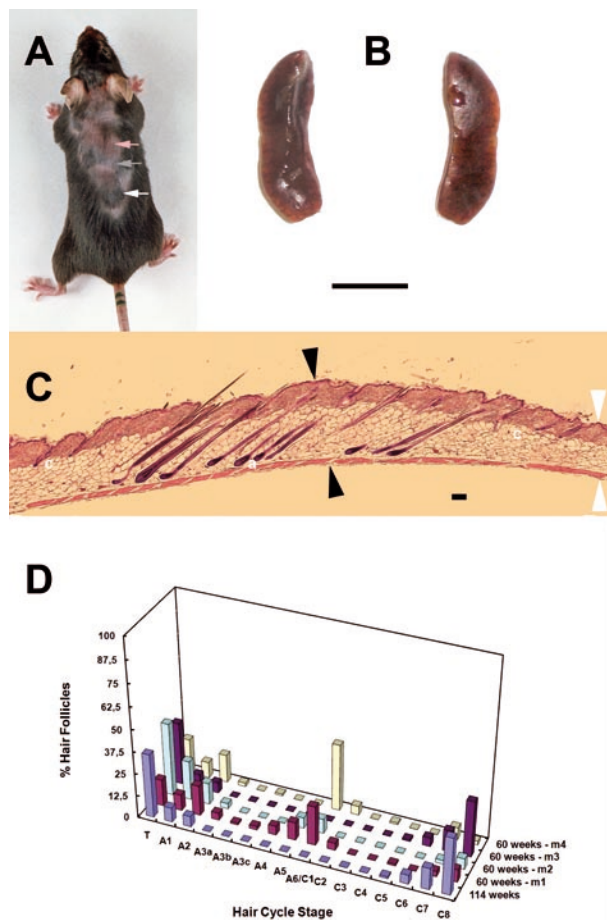 A
B
C
c
a
c
D
100
87,5
75
62,5
50
37,5
25
12,5
0
% Hair Follicles
T
A1
A2
A3a
A3b
A3c
A4
A5
A6/C1
C2
C3
C4
C5
C6
C7
C8
Hair Cycle Stage
60 weeks - m4
60 weeks - m3
60 weeks - m2
60 weeks - m1
114 weeks